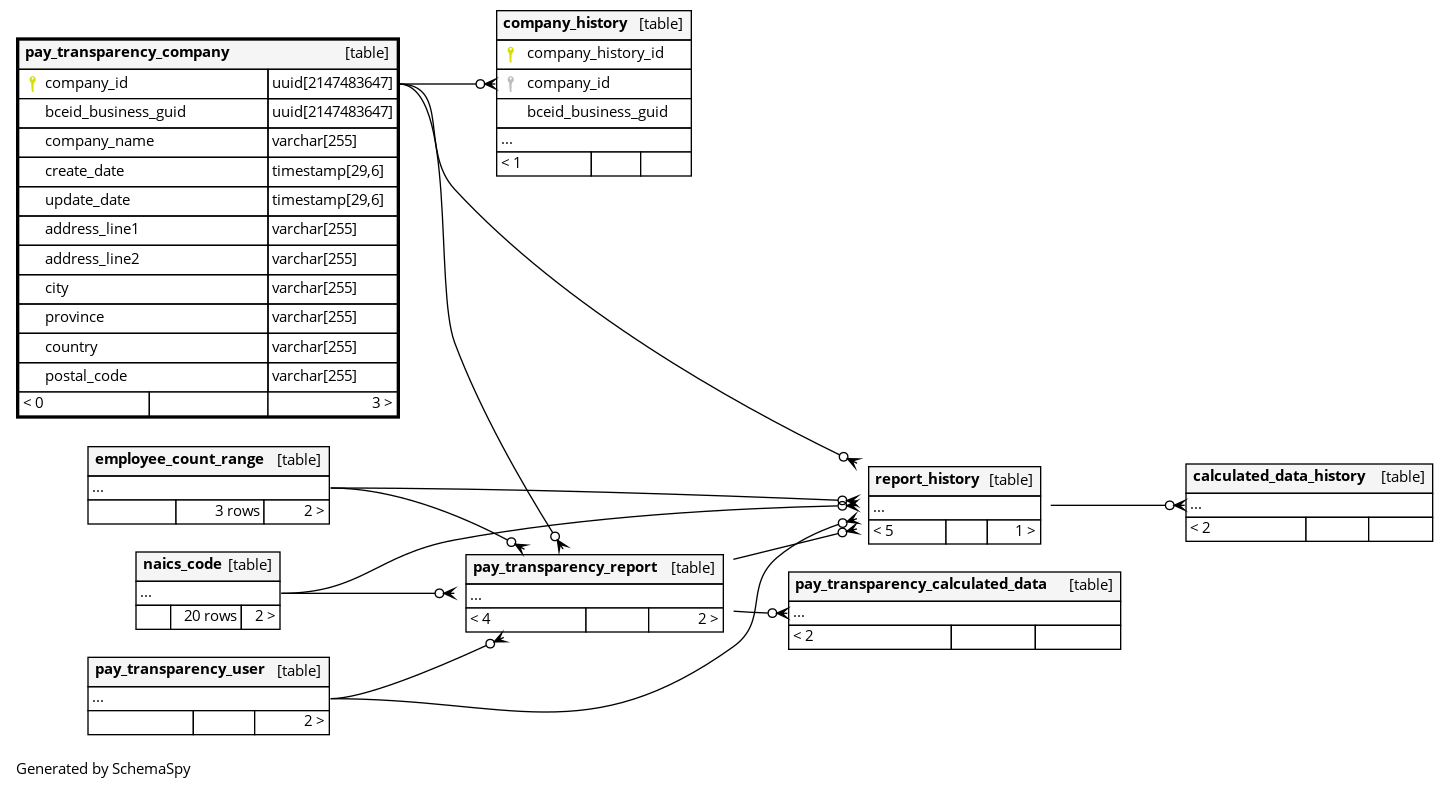 pay_transparency_company [table]
company_id uuid[2147483647]
bceid_business_guid uuid[2147483647]
company_name varchar[255]
create_date timestamp[29,6]
update_date timestamp[29,6]
address_line1 varchar[255]
address_line2 varchar[255]
city varchar[255]
province varchar[255]
country varchar[255]
postal_code varchar[255]
< 0 3 >
company_history [table]
company_history_id
company_id
bceid_business_guid
...
< 1
employee_count_range [table]
...
3 rows 2 >
naics_code [table]
...
20 rows 2 >
pay_transparency_user [table]
...
2 >
pay_transparency_report [table]
...
< 4 2 >
report_history [table]
...
< 5 1 >
pay_transparency_calculated_data [table]
...
< 2
calculated_data_history [table]
...
< 2
Generated by SchemaSpy